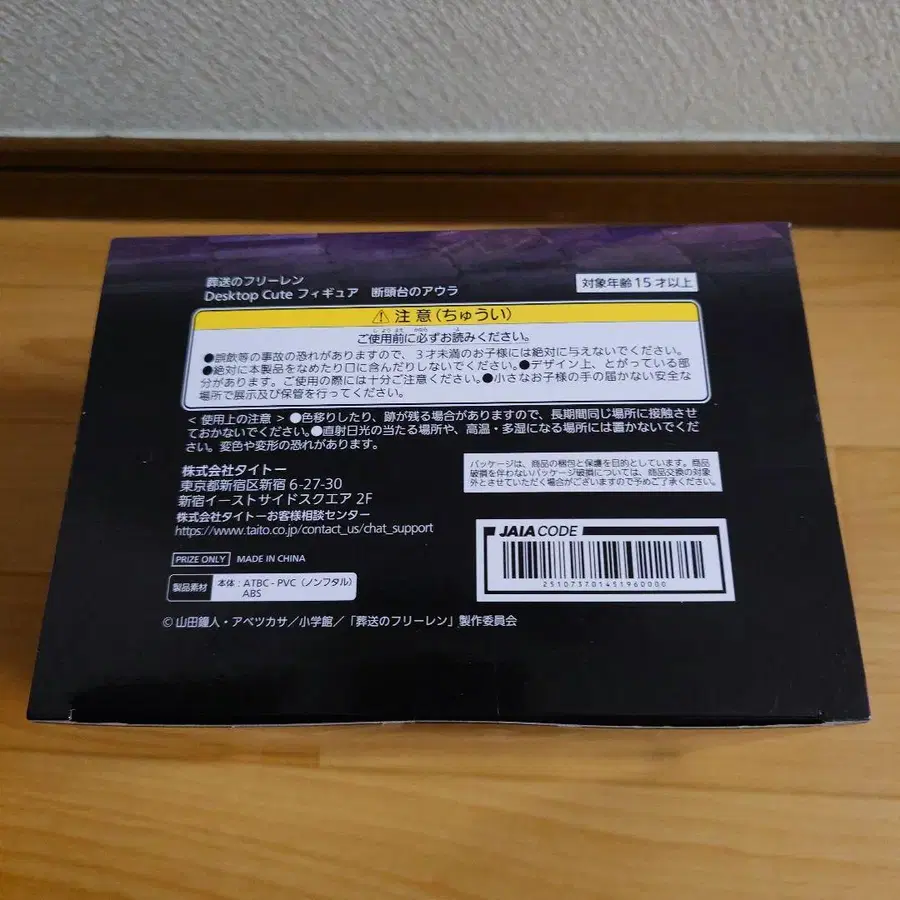 葬送のフリーレン
Desktop Cute フィギュア 断頭台のアウラ
対象年齢15才以上
⚠ 注意(ちゅうい)
ご使用前に必ずお読みください。
●誤飲等の事故の恐れがありますので、3才未満のお子様には絶対に与えないでください。
●絶対に本製品をなめたり口に含んだりしないでください。●デザイン上、とがっている部
分があります。ご使用の際には十分ご注意ください。●小さなお子様の手の届かない安全な
場所で展示及び保管を行ってください。
< 使用上の注意 > ●色移りしたり、跡が残る場合がありますので、長期間同じ場所に接触させ
ておかないでください。●直射日光の当たる場所や、高温・多湿になる場所には置かないでくだ
さい。変色や変形の恐れがあります。
株式会社タイトー
東京都新宿区新宿 6-27-30
新宿イーストサイドスクエア 2F
株式会社タイトーお客様相談センター
https://www.taito.co.jp/contact_us/chat_support
パッケージは、商品の梱包と保護を目的としています。商品
破損を伴わないパッケージ破損については、商品交換の対象
外とさせていただく場合がございますので予めご了承ください。
PRIZE ONLY MADE IN CHINA
製品素材 本体:ATBC-PVC(ノンフタル)
ABS
JAIA CODE
2510737014519600000
© 山田鐘人・アベツカサ/小学館/「葬送のフリーレン」製作委員会